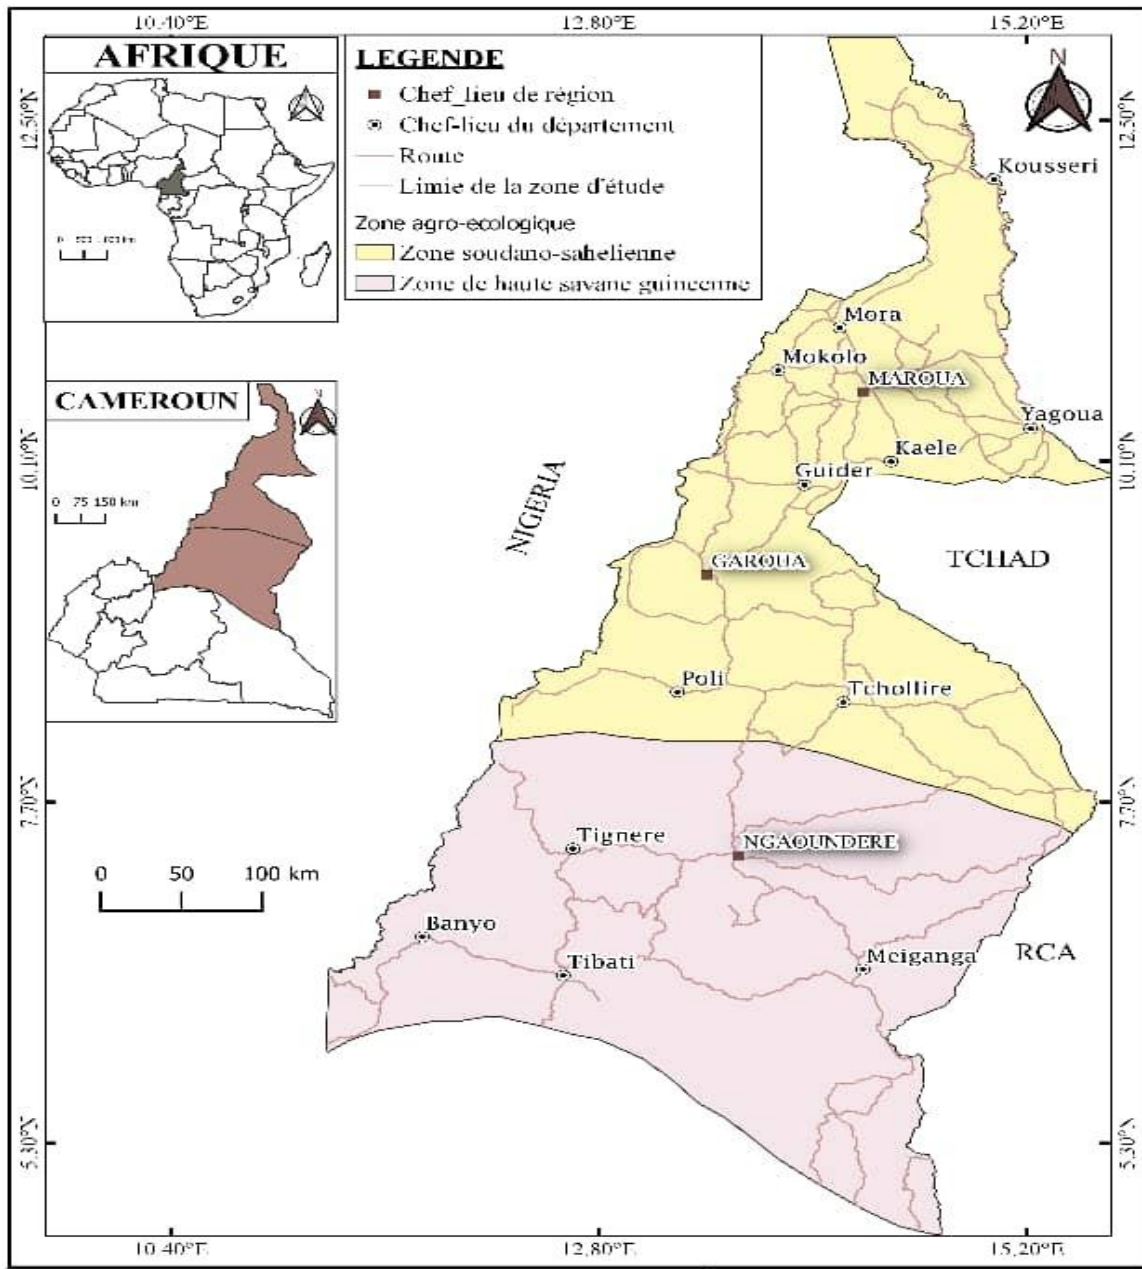 10.40°E 12.80°E 15.20°E
AFRIQUE
LEGENDE
Chef_lieu de région
Chef-lieu du département
Route
Limie de la zone d'étude
Zone agro-ecologique
Zone soudano-sahelienne
Zone de haute savane guineenne
N
12.50°N
12.50°N
Kousseri
Mora
Mokolo
MAROUA
CAMEROUN
N
Yagoua
Kaele
Guider
10.10°N
10.10°N
0 75 150 km
NIGERIA
GAROUA
TCHAD
Poli
Tchollire
7.70°N
7.70°N
Tignere
NGAOUNDERE
0 50 100 km
Banyo
Tibati
Meiganga
RCA
5.30°N
5.30°N
10.40°E 12.80°E 15.20°E